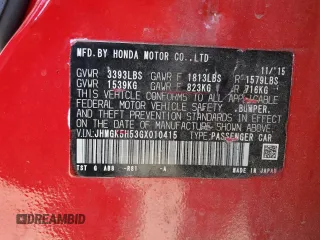 MFD.BY HONDA MOTOR CO.,LTD
11/'15
GVWR 3393LBS GAWR F 1813LBS R 1579LBS
GVWR 1539KG GAWR F 823KG R 716KG
THIS VEHICLE CONFORMS TO ALL APPLICABLE
FEDERAL MOTOR VEHICLE SAFETY, BUMPER,
AND THEFT PREVENTION STANDARDS IN EFFECT
ON THE DATE OF MANUFACTURE SHOWN ABOVE.
V.I.N.:JHMGK5H53GX010415 TYPE:PASSENGER CAR
MADE IN JAPAN
DREAMBID